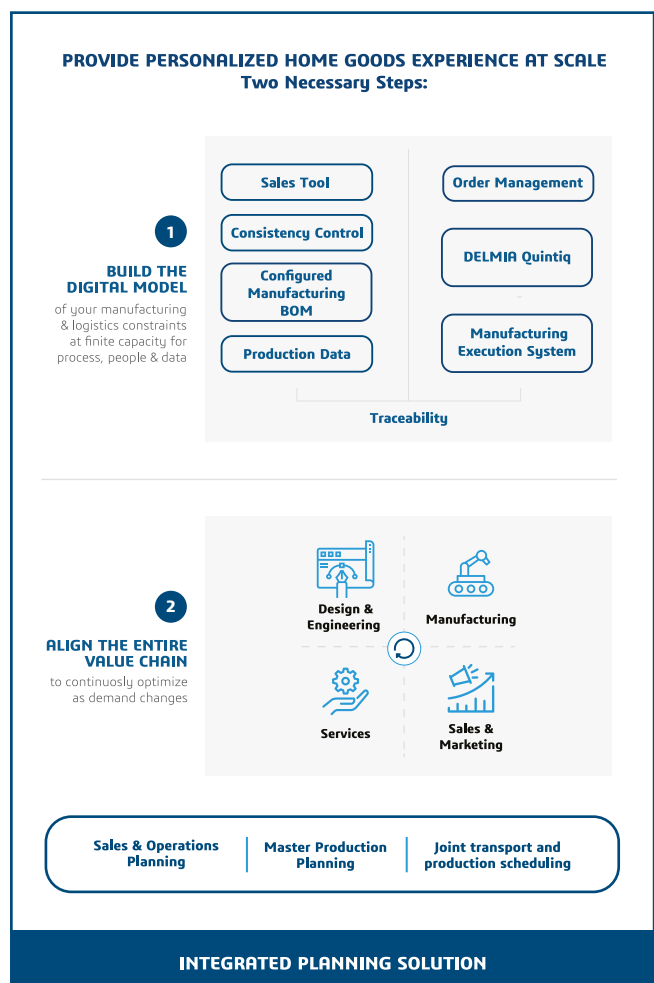 PROVIDE PERSONALIZED HOME GOODS EXPERIENCE AT SCALE
Two Necessary Steps:
1
BUILD THE
DIGITAL MODEL
of your manufacturing
& logistics constraints
at finite capacity for
process, people & data
Sales Tool
Consistency Control
Configured
Manufacturing
BOM
Production Data
Order Management
DELMIA Quintiq
Manufacturing
Execution System
Traceability
2
ALIGN THE ENTIRE
VALUE CHAIN
to continuosly optimize
as demand changes
Design &
Engineering
Manufacturing
Services
Sales &
Marketing
Sales & Operations
Planning
Master Production
Planning
Joint transport and
production scheduling
INTEGRATED PLANNING SOLUTION